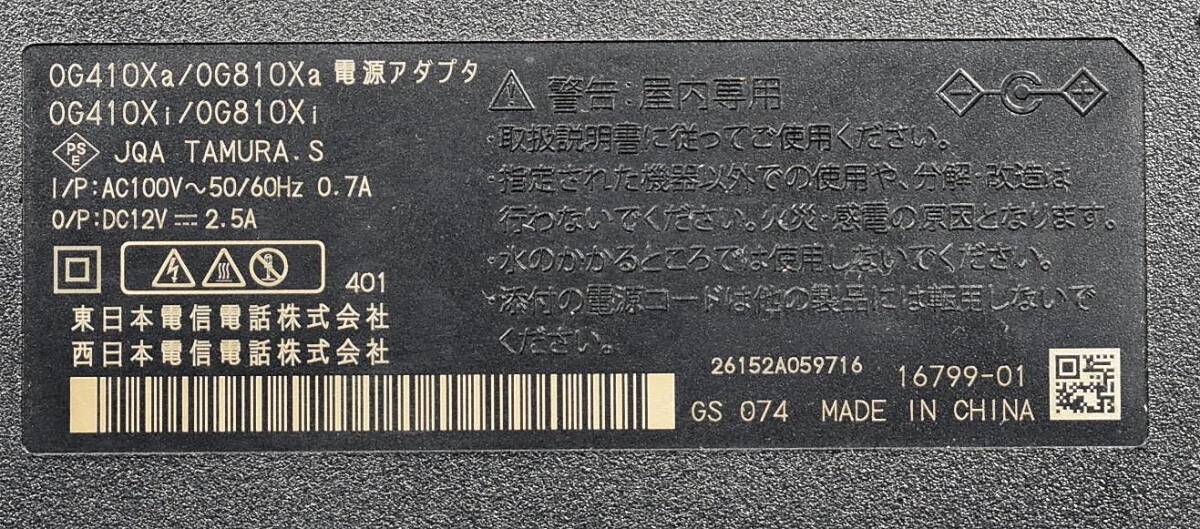 OG410Xa/OG810Xa 電源アダプタ
OG410Xi/OG810Xi
PSE JQA TAMURA.S
I/P:AC100V～50/60Hz 0.7A
O/P:DC12V⎓2.5A
401
東日本電信電話株式会社
西日本電信電話株式会社
警告:屋内専用
・取扱説明書に従ってご使用ください。
・指定された機器以外での使用や、分解・改造は
行わないでください。火災・感電の原因となります。
・水のかかるところでは使用しないでください。
・添付の電源コードは他の製品には転用しないで
ください。
26152A059716
16799-01
GS 074 MADE IN CHINA